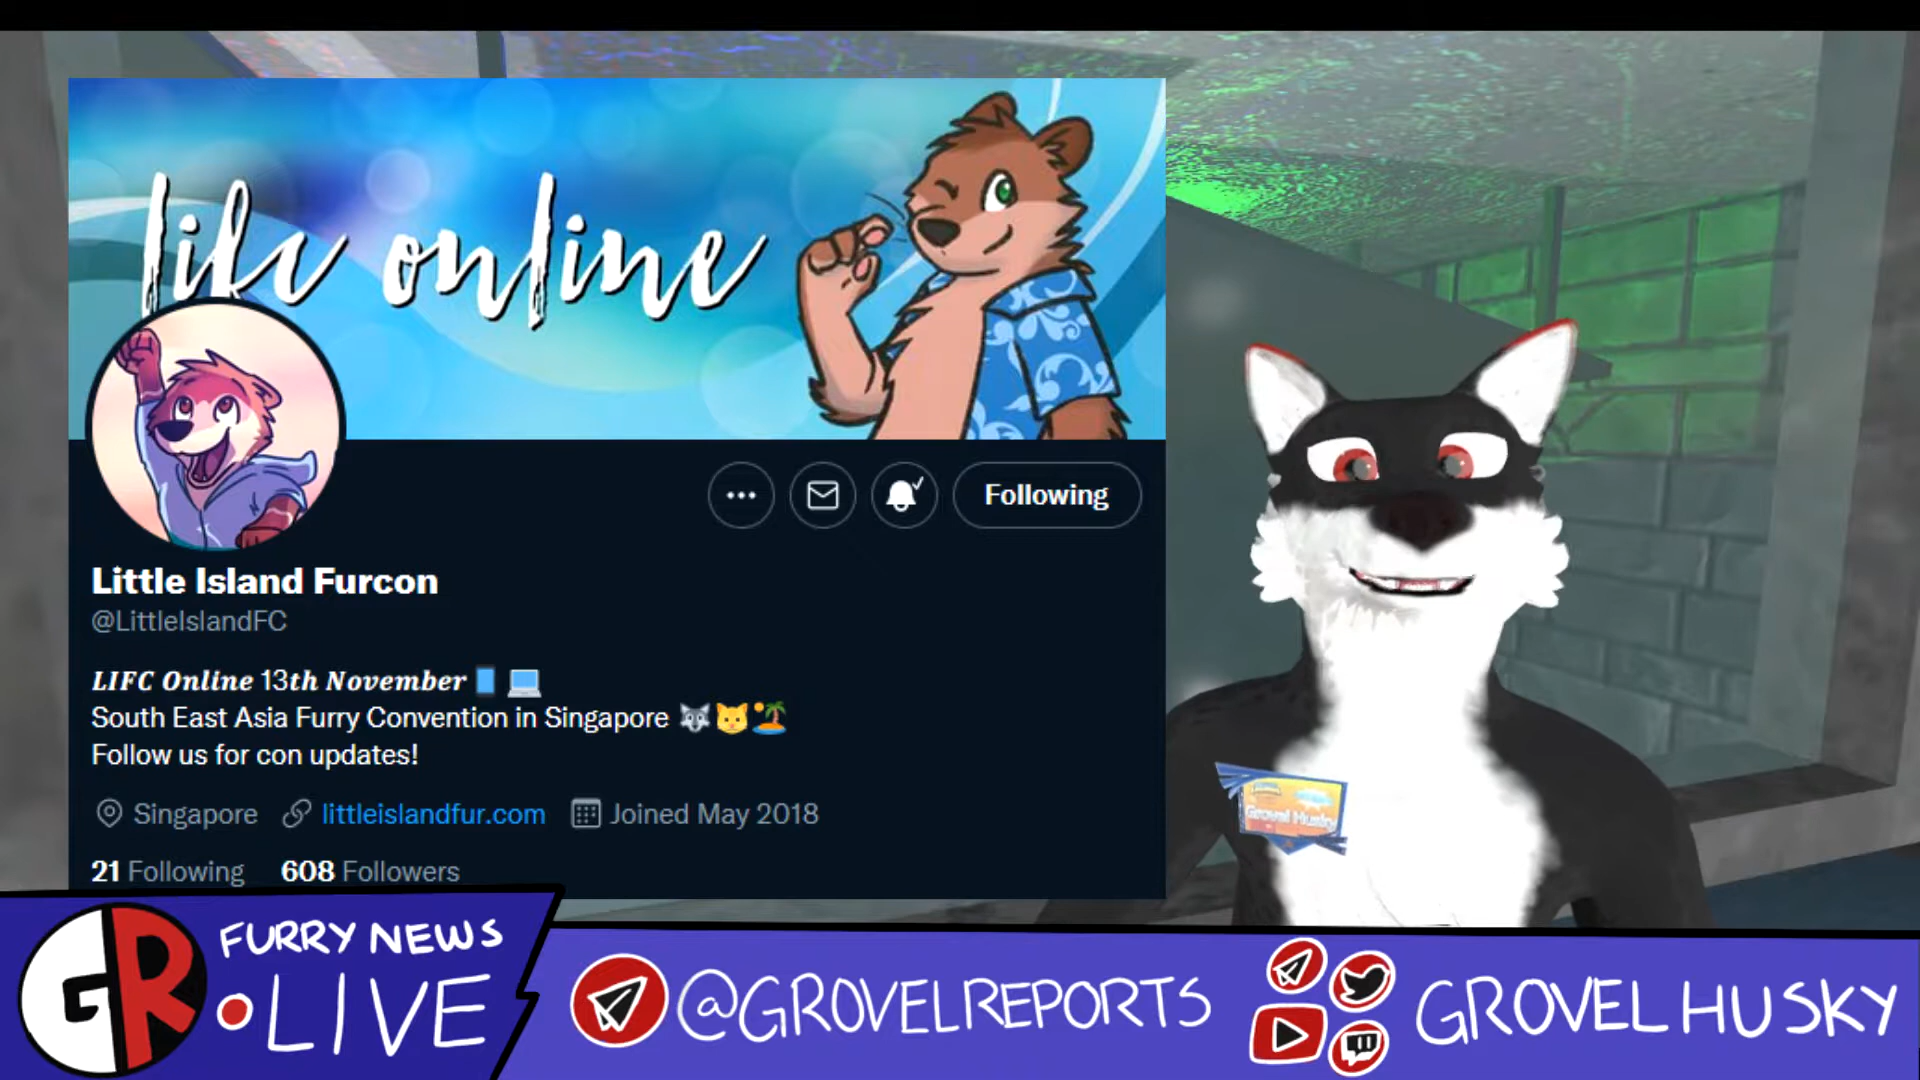 lifc online
Following
Little Island Furcon
@LittleIslandFC
LIFC Online 13th November
South East Asia Furry Convention in Singapore
Follow us for con updates!
Singapore littleislandfur.com Joined May 2018
21 Following 608 Followers
Grovel Husky
GR
FURRY NEWS
LIVE
@GROVELREPORTS
GROVELHUSKY